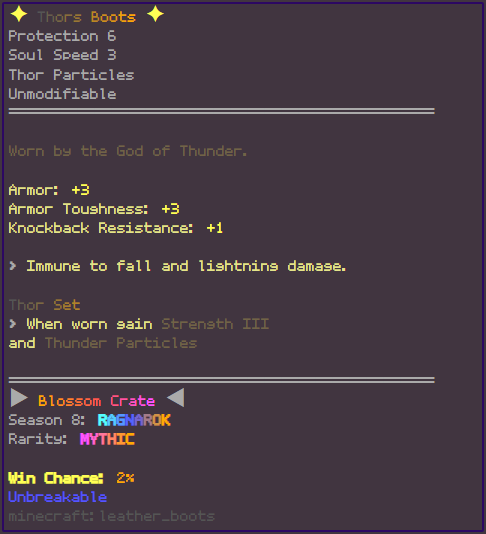 ✦ Thors Boots ✦
Protection 6
Soul Speed 3
Thor Particles
Unmodifiable
Worn by the God of Thunder.
Armor: +3
Armor Toughness: +3
Knockback Resistance: +1
> Immune to fall and lightning damage.
Thor Set
> When worn gain Strength III
and Thunder Particles
▶ Blossom Crate ◀
Season 8: RAGNAROK
Rarity: MYTHIC
Win Chance: 2%
Unbreakable
minecraft:leather_boots